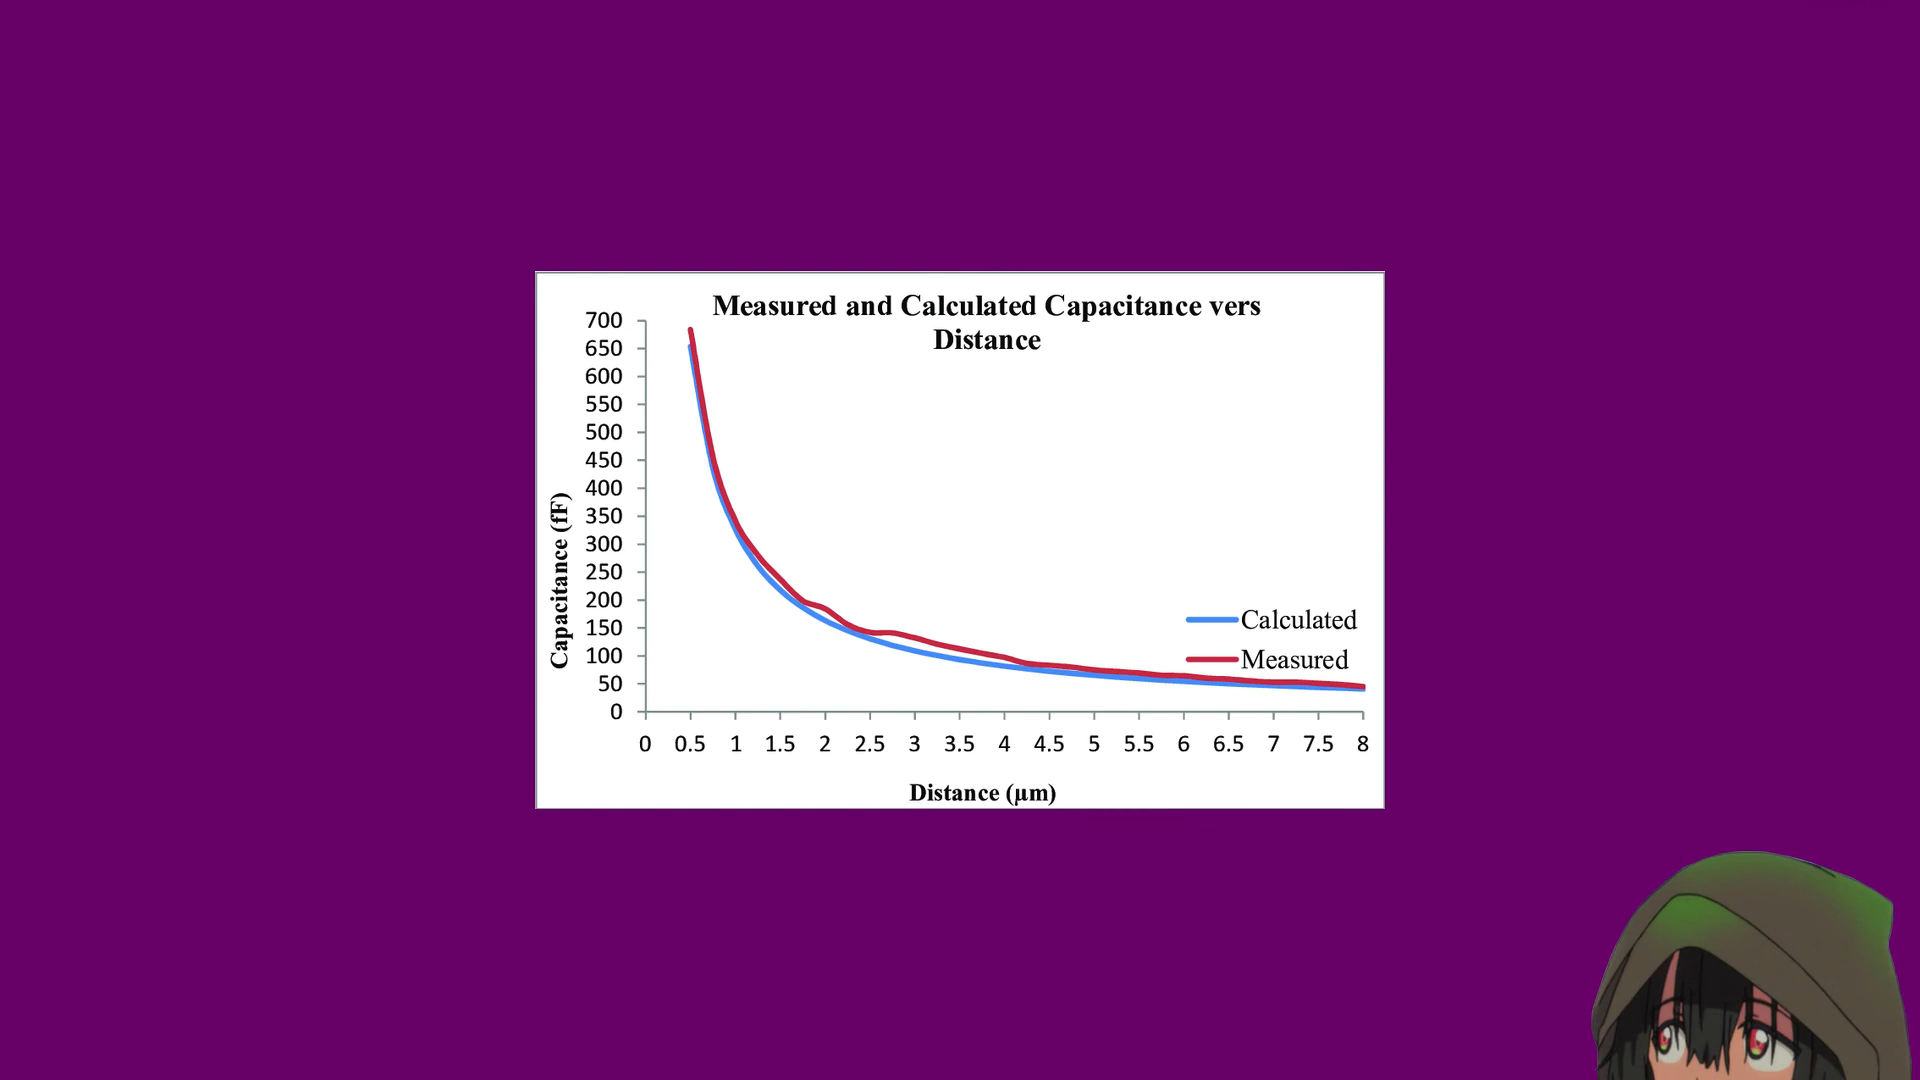 Measured and Calculated Capacitance vers
Distance
700
650
600
550
500
450
400
350
300
250
200
150
100
50
0
Capacitance (fF)
Calculated
Measured
0 0.5 1 1.5 2 2.5 3 3.5 4 4.5 5 5.5 6 6.5 7 7.5 8
Distance (μm)